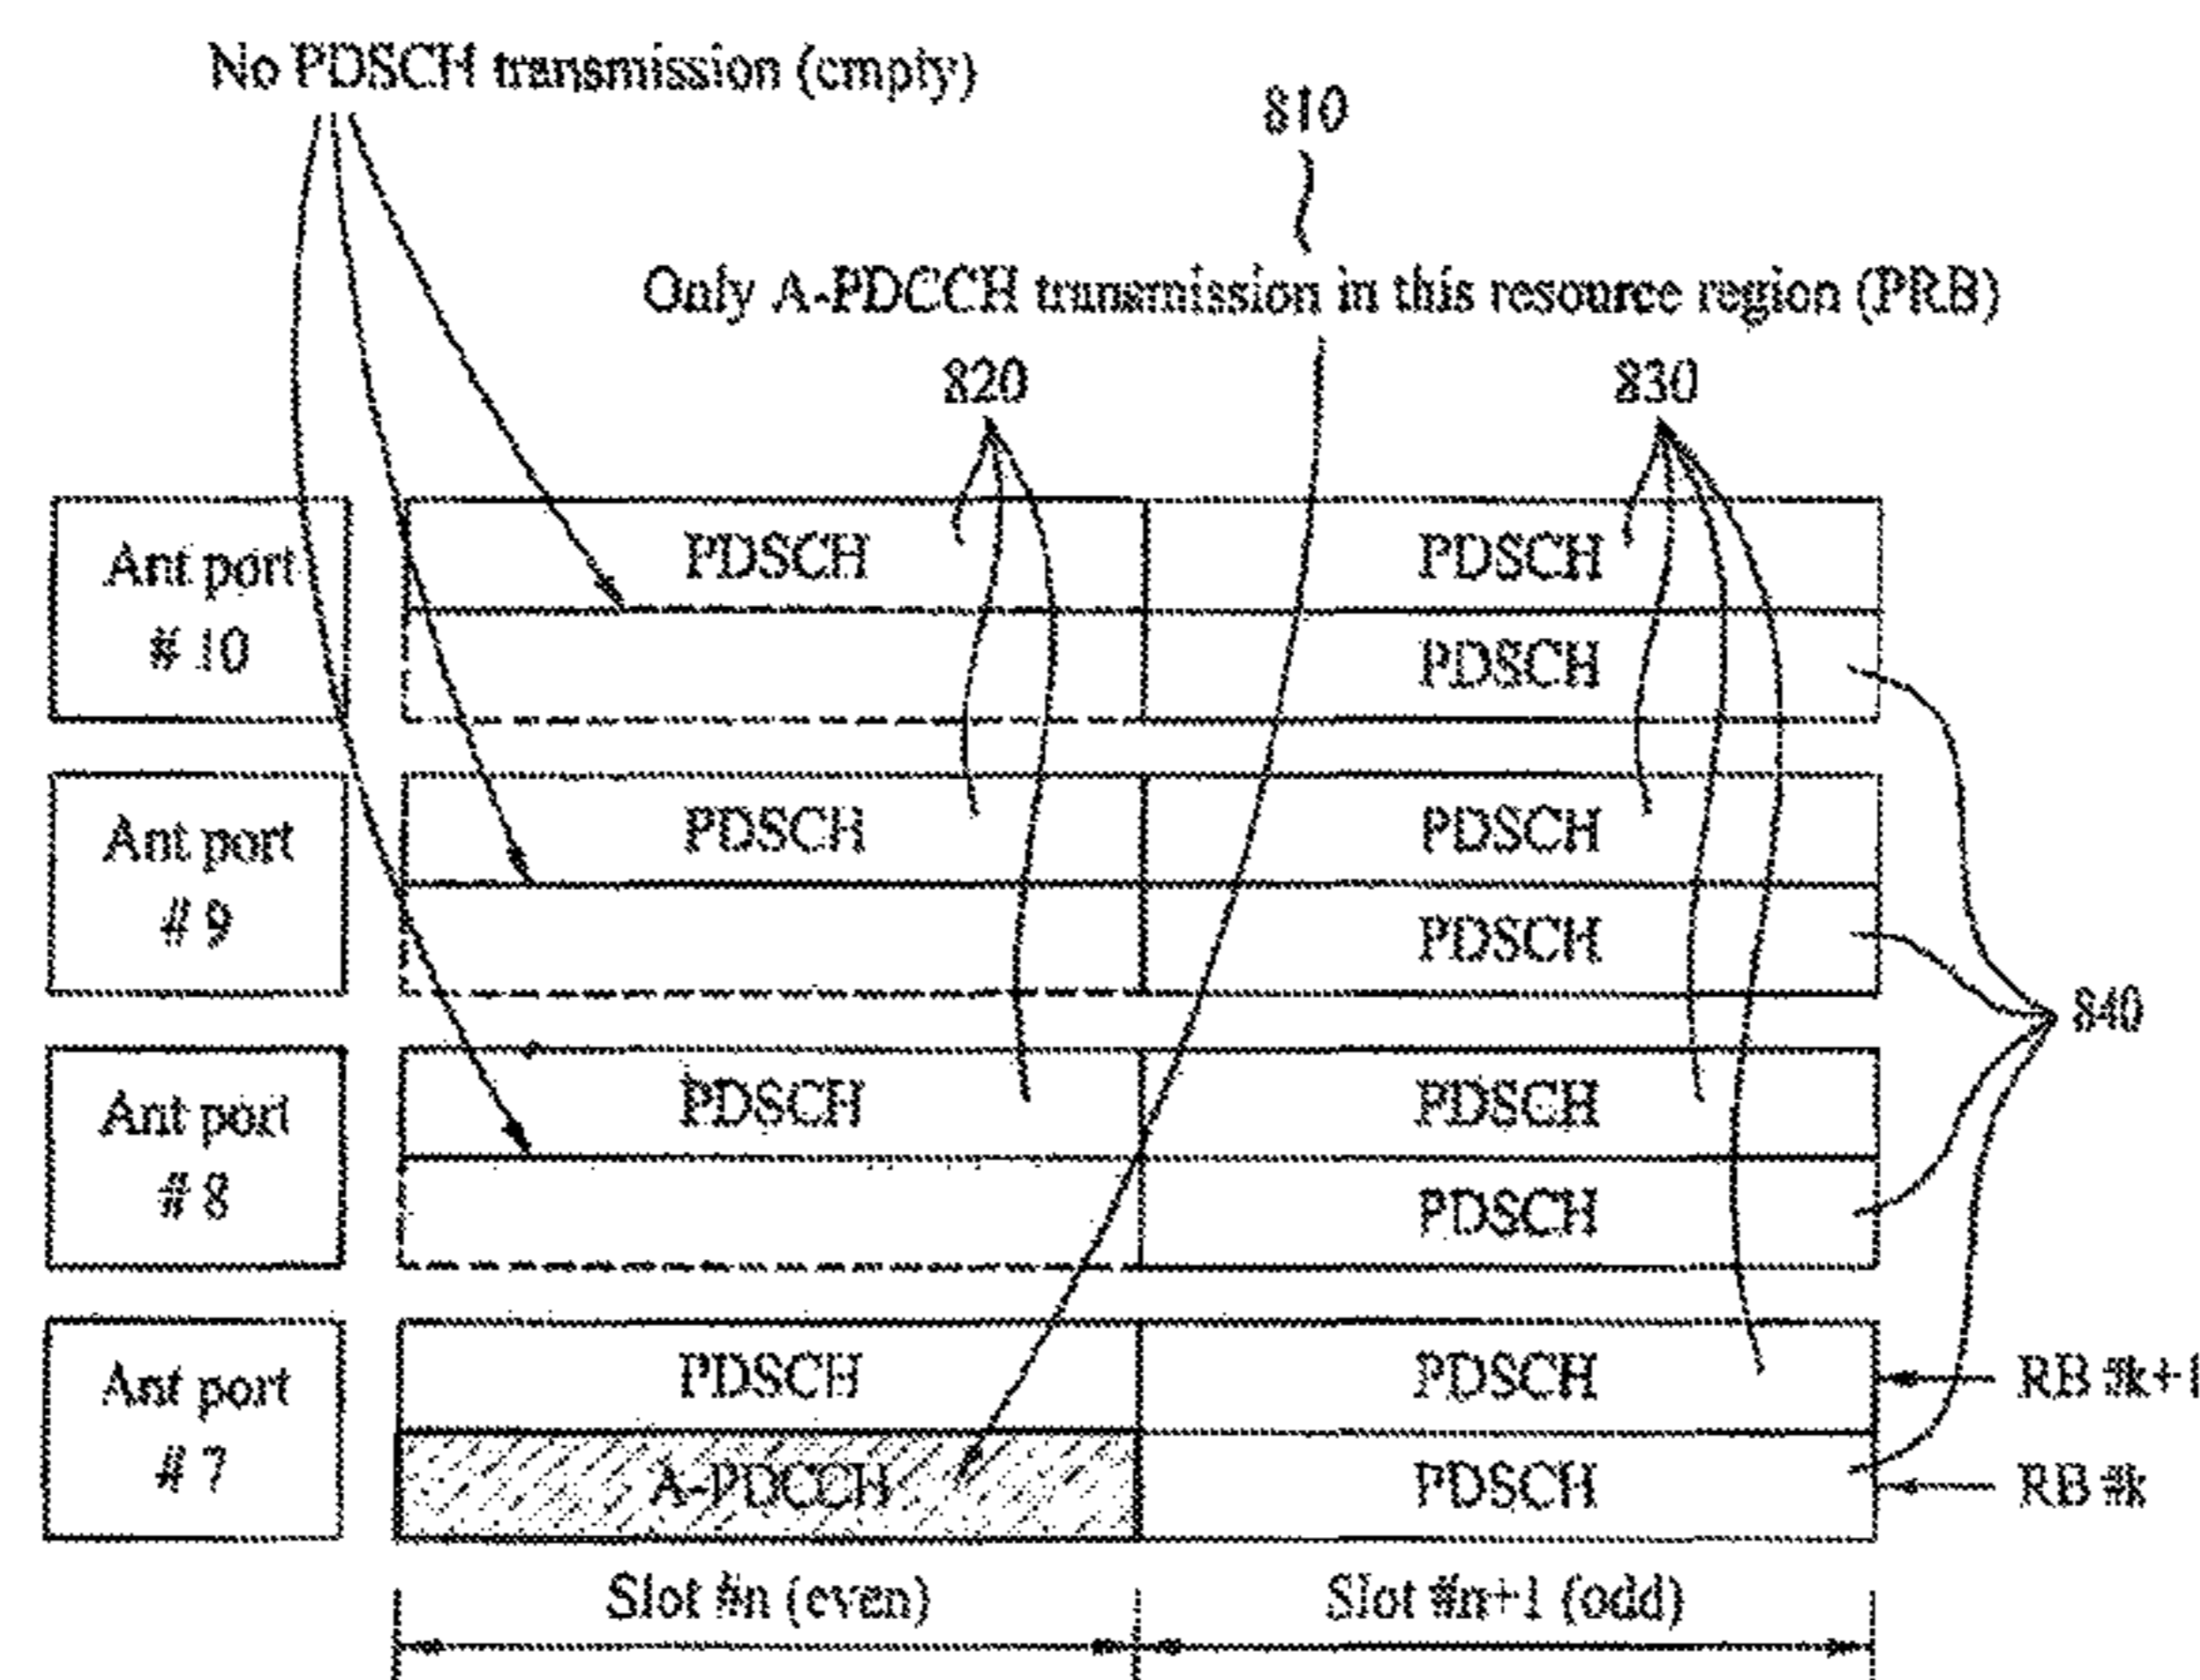 No PDSCH transmission (empty)
810
Only A-PDCCH transmission in this resource region (PRB)
820
830
Ant port
# 10
PDSCH
PDSCH
PDSCH
Ant port
# 9
PDSCH
PDSCH
PDSCH
840
Ant port
# 8
PDSCH
PDSCH
PDSCH
Ant port
# 7
PDSCH
PDSCH
RB #k+1
A-PDCCH
PDSCH
RB #k
Slot #n (even)
Slot #n+1 (odd)